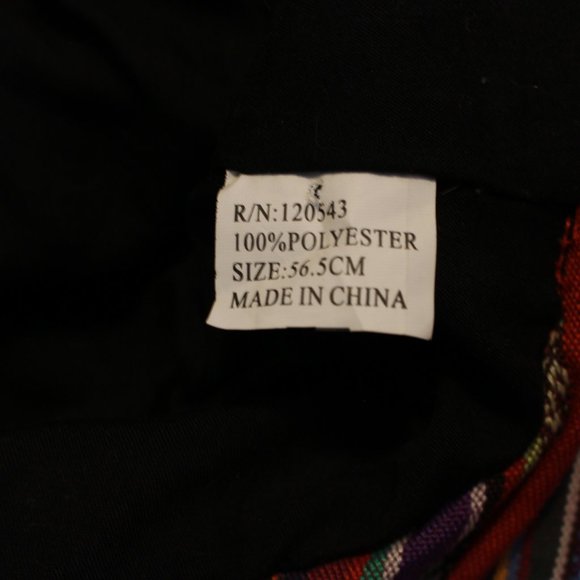 R/N:120543
100%POLYESTER
SIZE:56.5CM
MADE IN CHINA